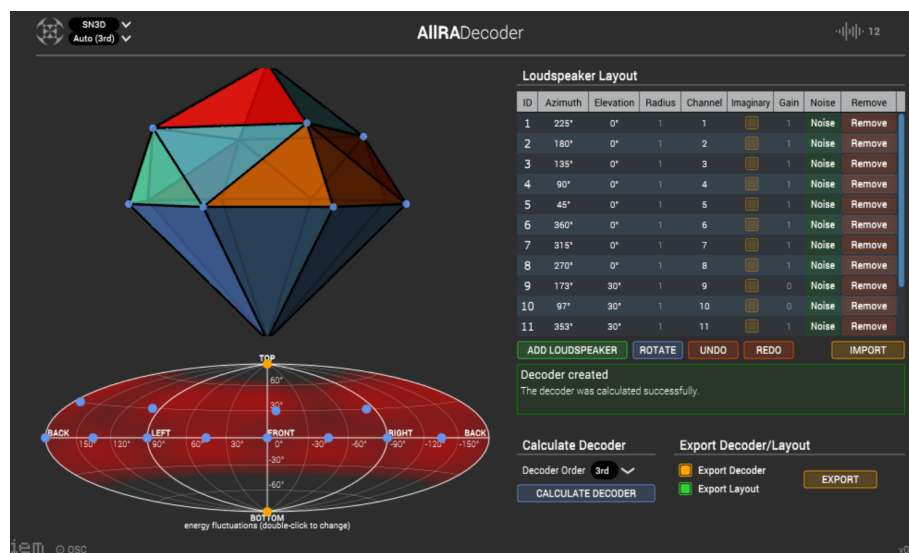 SN3D
Auto (3rd)
AllRADecoder
12
Loudspeaker Layout
ID Azimuth Elevation Radius Channel Imaginary Gain Noise Remove
1 225° 0° 1 1 1 Noise Remove
2 180° 0° 1 2 1 Noise Remove
3 135° 0° 1 3 1 Noise Remove
4 90° 0° 1 4 1 Noise Remove
5 45° 0° 1 5 1 Noise Remove
6 360° 0° 1 6 1 Noise Remove
7 315° 0° 1 7 1 Noise Remove
8 270° 0° 1 8 1 Noise Remove
9 173° 30° 1 9 0 Noise Remove
10 97° 30° 1 10 0 Noise Remove
11 353° 30° 1 11 1 Noise Remove
ADD LOUDSPEAKER ROTATE UNDO REDO IMPORT
Decoder created
The decoder was calculated successfully.
TOP
60°
30°
BACK LEFT FRONT RIGHT BACK
150° 120° 90° 60° 30° 0° -30° -60° -90° -120° -150°
-30°
-60°
BOTTOM
energy fluctuations (double-click to change)
Calculate Decoder
Decoder Order 3rd
CALCULATE DECODER
Export Decoder/Layout
Export Decoder
Export Layout
EXPORT
iem OSC
v0